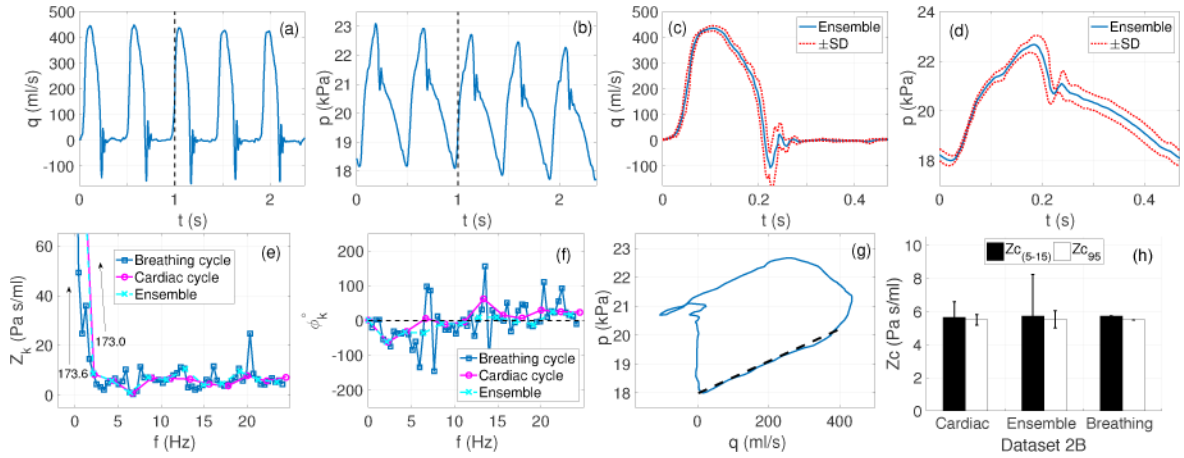 (a)
q (ml/s)
500
400
300
200
100
0
-100
0
1
2
t (s)
(b)
p (kPa)
23
22
21
20
19
18
0
1
2
t (s)
(c)
Ensemble
±SD
q (ml/s)
500
400
300
200
100
0
-100
0
0.2
0.4
t (s)
(d)
Ensemble
±SD
p (kPa)
24
22
20
18
0
0.2
0.4
t (s)
(e)
Breathing cycle
Cardiac cycle
Ensemble
Zk (Pa s/ml)
60
40
20
0
173.6
173.0
0
5
10
15
20
f (Hz)
(f)
ϕ°k
200
100
0
-100
-200
Breathing cycle
Cardiac cycle
Ensemble
0
5
10
15
20
f (Hz)
(g)
p (kPa)
23
22
21
20
19
18
0
200
400
q (ml/s)
(h)
Zc(5-15)
Zc95
Zc (Pa s/ml)
10
8
6
4
2
0
Cardiac
Ensemble
Breathing
Dataset 2B